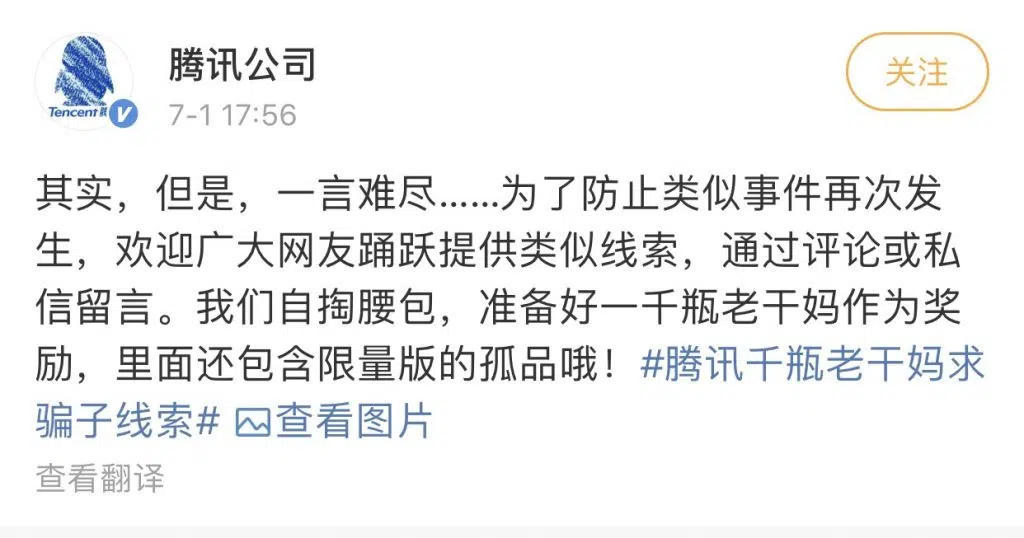 腾讯公司
7-1 17:56
关注
Tencent
V
其实，但是，一言难尽......为了防止类似事件再次发
生，欢迎广大网友踊跃提供类似线索，通过评论或私
信留言。我们自掏腰包，准备好一千瓶老干妈作为奖
励，里面还包含限量版的孤品哦！#腾讯千瓶老干妈求
骗子线索# 查看图片
查看翻译